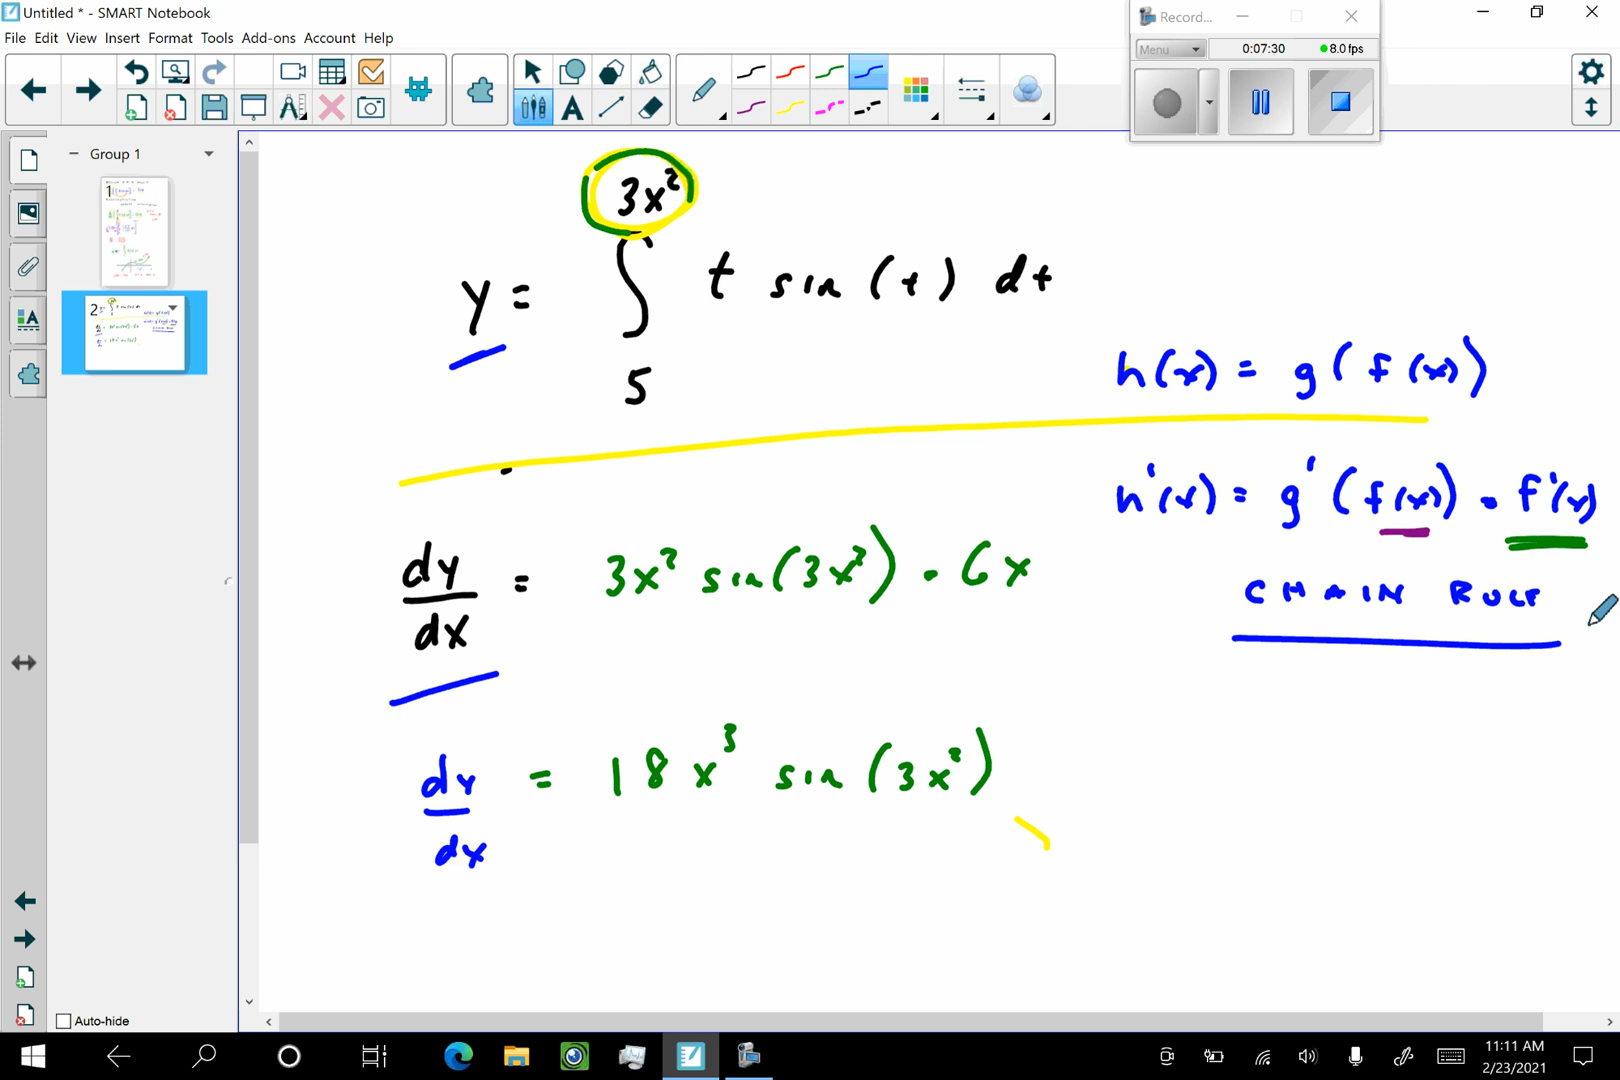 Untitled * - SMART Notebook
File Edit View Insert Format Tools Add-ons Account Help
Record...
Menu 0:07:30 8.0 fps
Group 1
1
2
3x²
y = ∫ t sin(t) dt
5
h(x) = g(f(x))
h'(x) = g'(f(x)) • f'(x)
CHAIN RULE
dy/dx = 3x² sin(3x²) • 6x
dy/dx = 18x³ sin(3x²)
Auto-hide
11:11 AM
2/23/2021